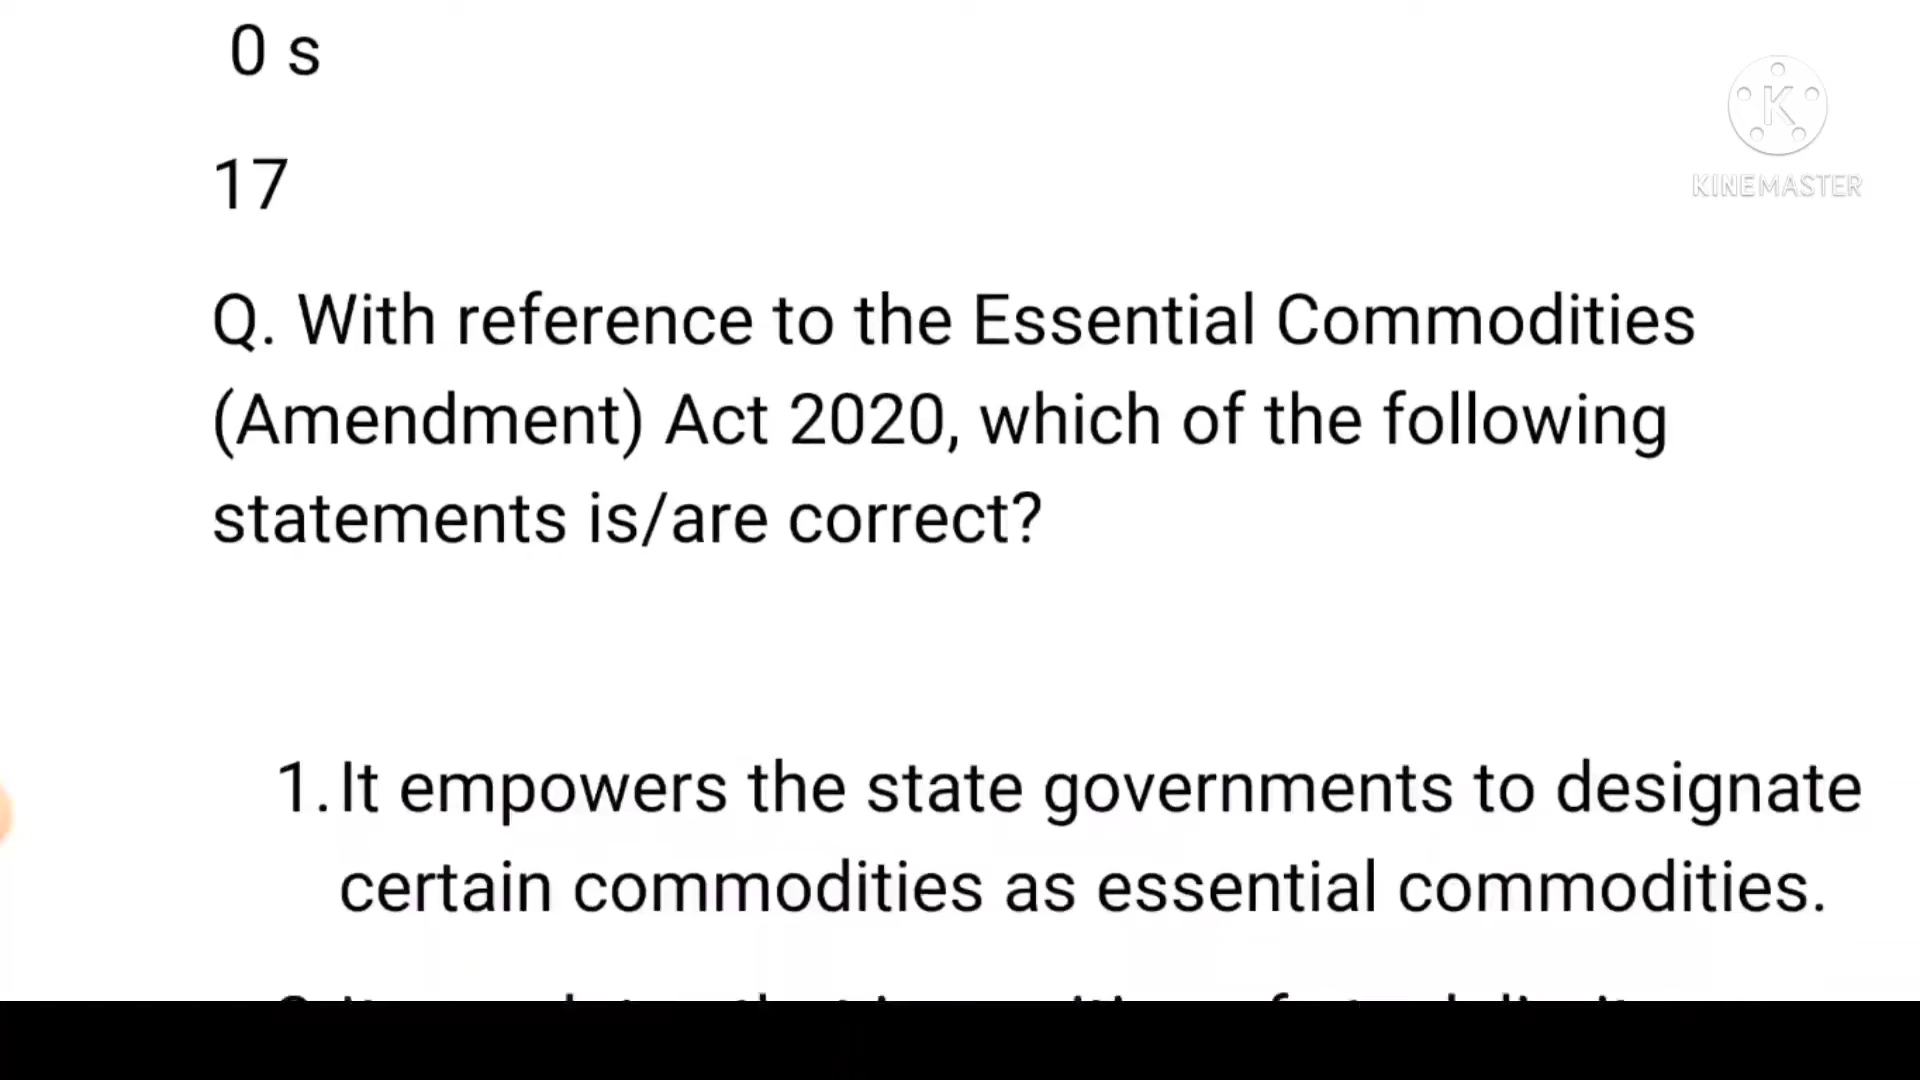 0 s
17
K
KINEMASTER
Q. With reference to the Essential Commodities
(Amendment) Act 2020, which of the following
statements is/are correct?
1. It empowers the state governments to designate
certain commodities as essential commodities.